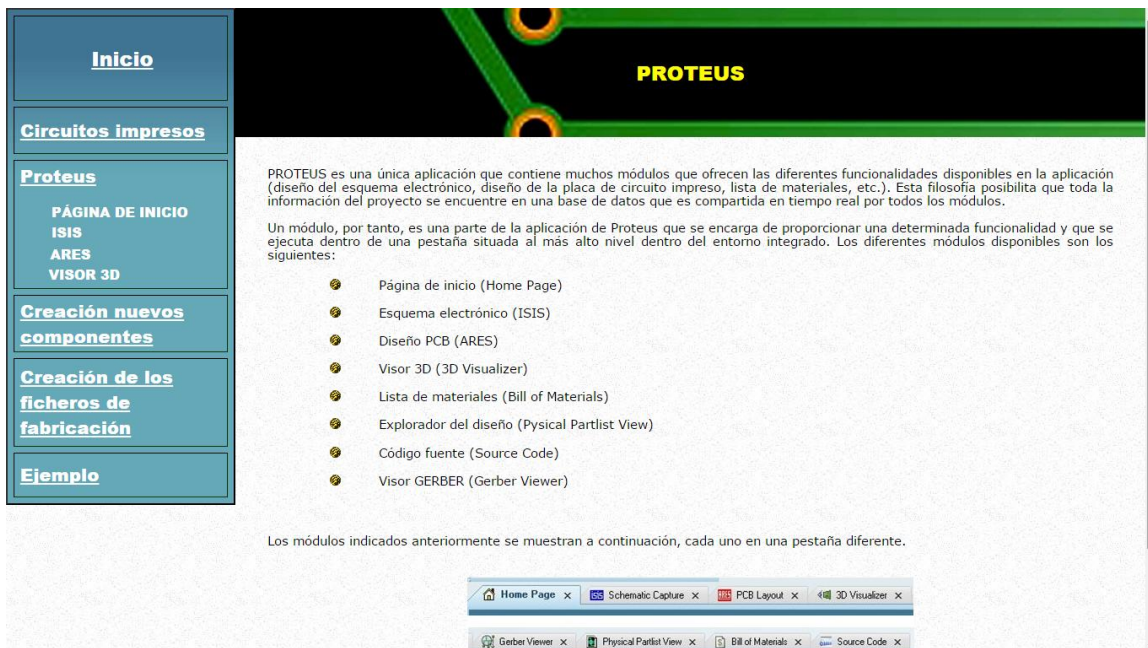 Inicio
Circuitos impresos
Proteus
PÁGINA DE INICIO
ISIS
ARES
VISOR 3D
Creación nuevos
componentes
Creación de los
ficheros de
fabricación
Ejemplo
PROTEUS
PROTEUS es una única aplicación que contiene muchos módulos que ofrecen las diferentes funcionalidades disponibles en la aplicación
(diseño del esquema electrónico, diseño de la placa de circuito impreso, lista de materiales, etc.). Esta filosofía posibilita que toda la
información del proyecto se encuentre en una base de datos que es compartida en tiempo real por todos los módulos.
Un módulo, por tanto, es una parte de la aplicación de Proteus que se encarga de proporcionar una determinada funcionalidad y que se
ejecuta dentro de una pestaña situada al más alto nivel dentro del entorno integrado. Los diferentes módulos disponibles son los
siguientes:
Página de inicio (Home Page)
Esquema electrónico (ISIS)
Diseño PCB (ARES)
Visor 3D (3D Visualizer)
Lista de materiales (Bill of Materials)
Explorador del diseño (Pysical Partlist View)
Código fuente (Source Code)
Visor GERBER (Gerber Viewer)
Los módulos indicados anteriormente se muestran a continuación, cada uno en una pestaña diferente.
Home Page x ISIS Schematic Capture x ARES PCB Layout x 3D Visualizer x
Gerber Viewer x Physical Partlist View x Bill of Materials x Source Code x